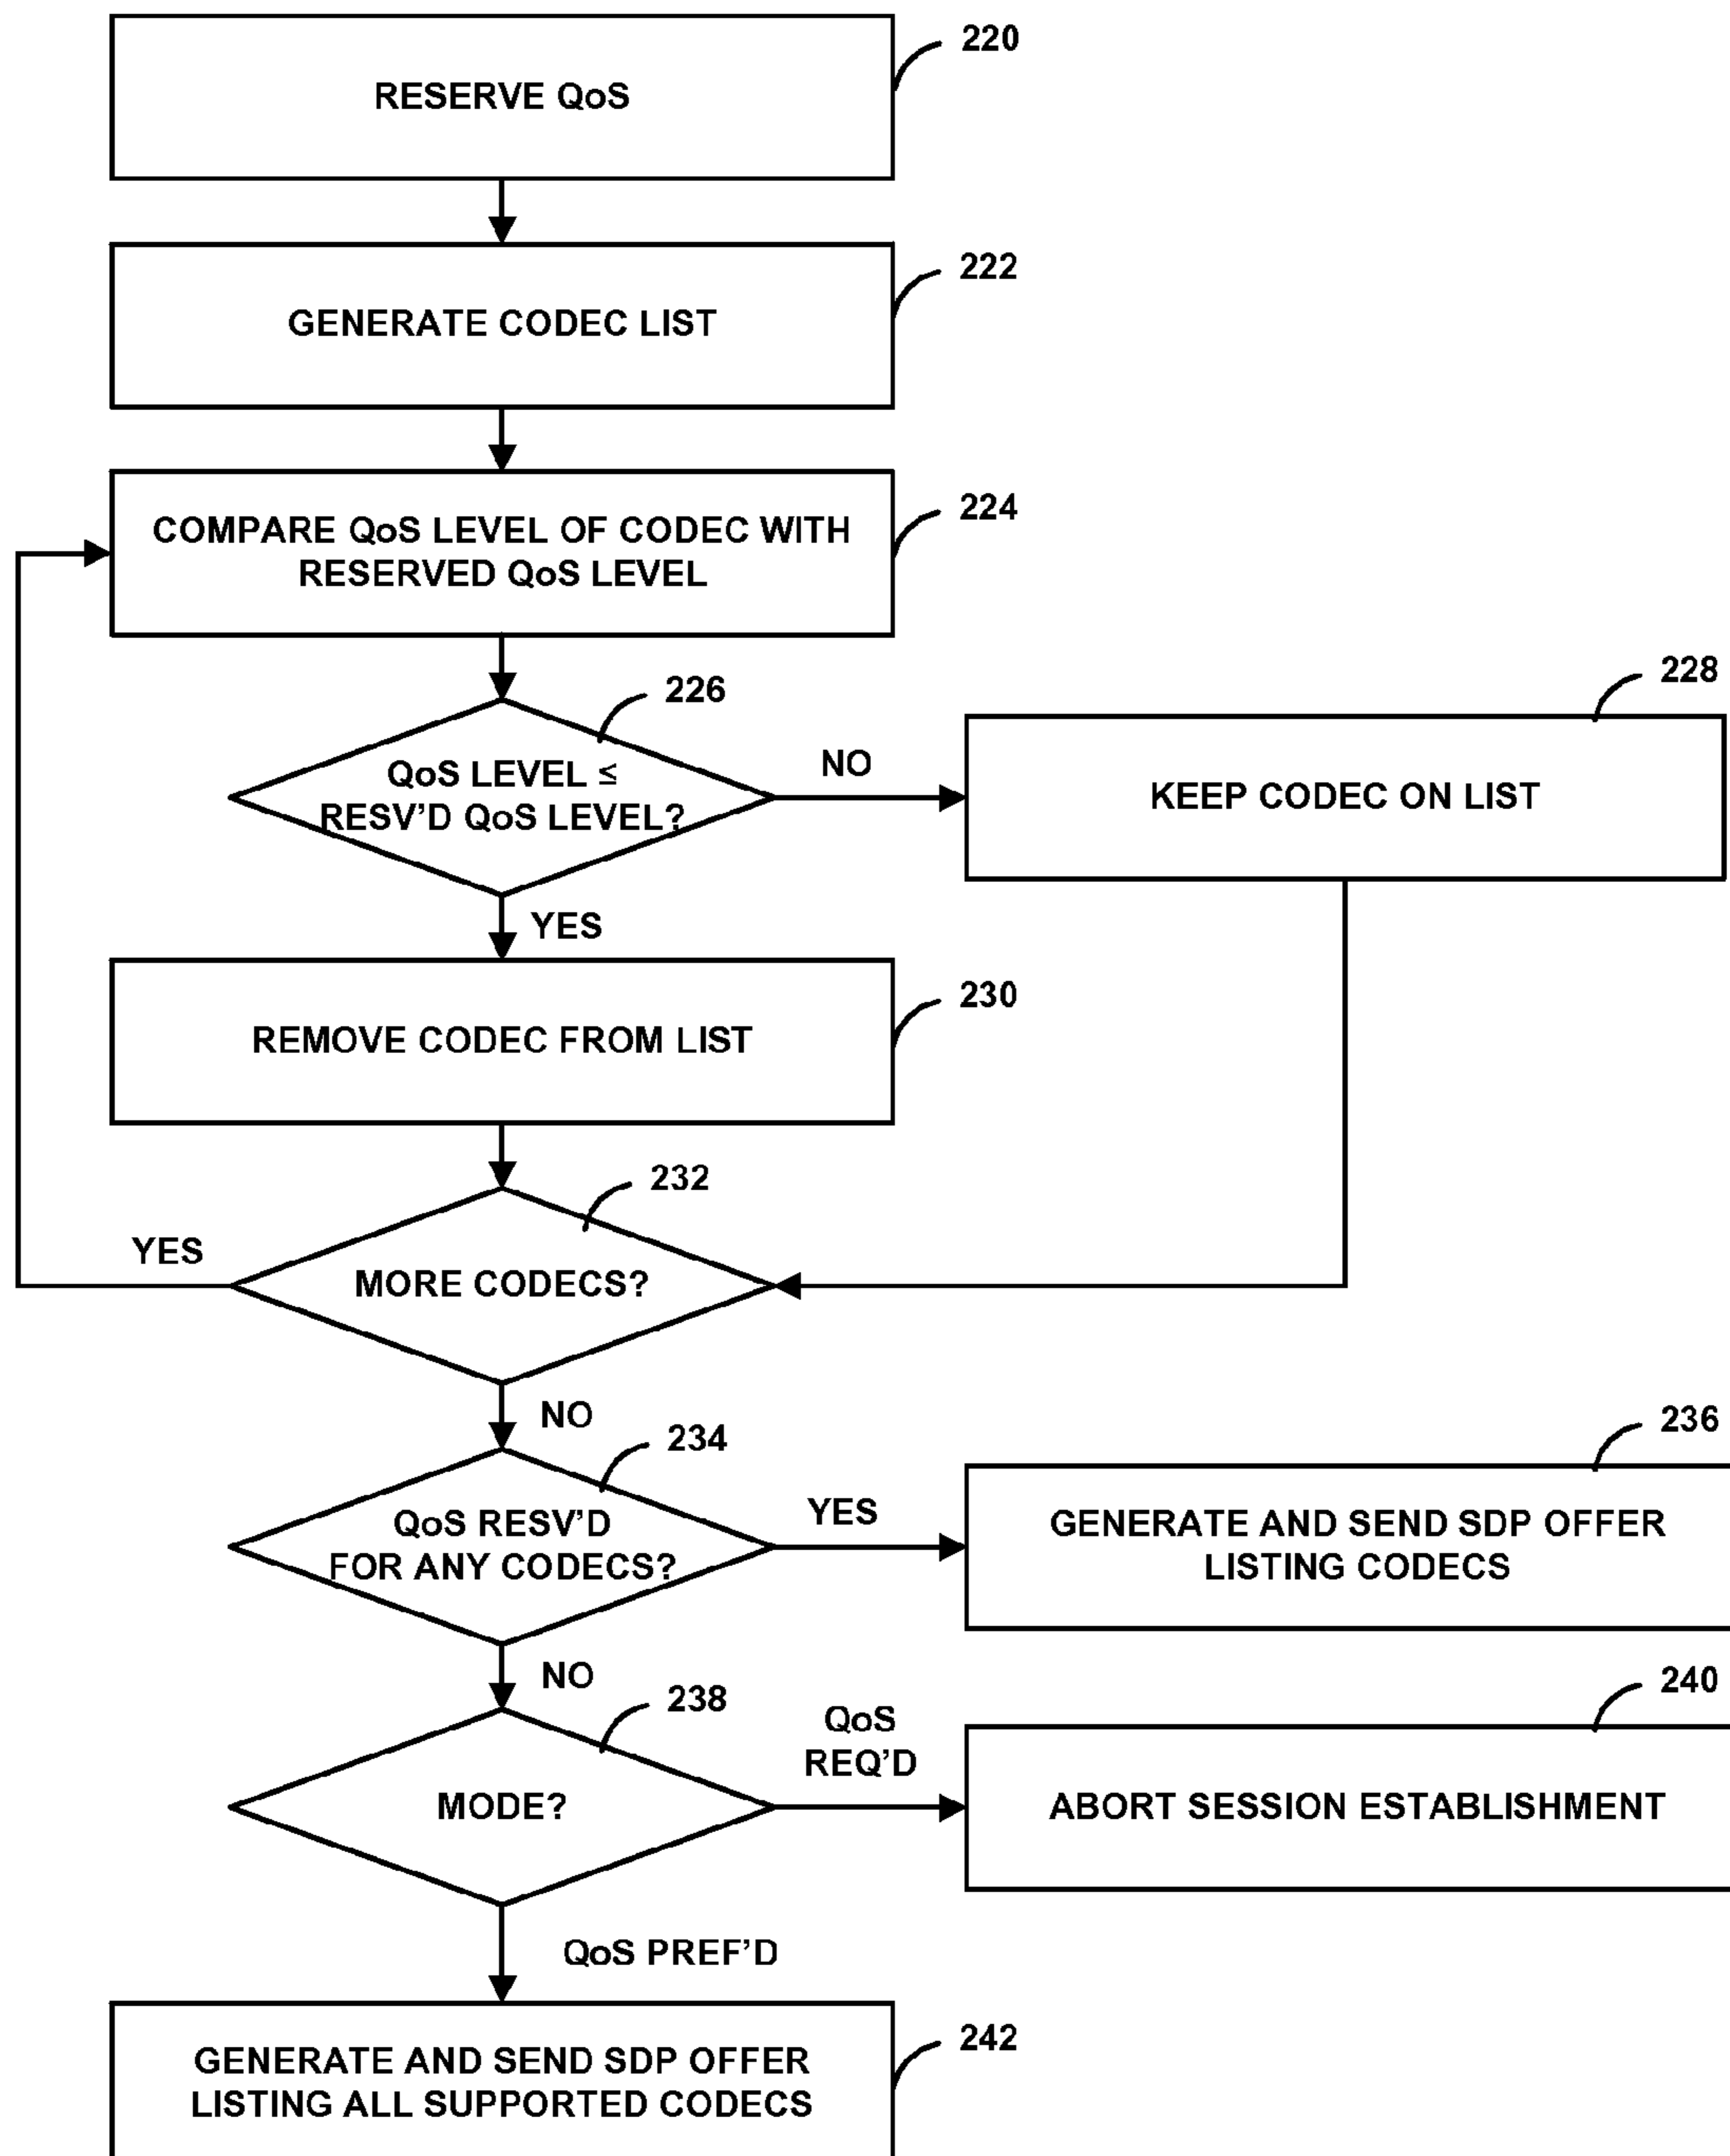 220
RESERVE QoS
222
GENERATE CODEC LIST
224
COMPARE QoS LEVEL OF CODEC WITH
RESERVED QoS LEVEL
226
QoS LEVEL ≤
RESV'D QoS LEVEL?
NO
228
KEEP CODEC ON LIST
YES
230
REMOVE CODEC FROM LIST
232
MORE CODECS?
YES
NO
234
QoS RESV'D
FOR ANY CODECS?
YES
236
GENERATE AND SEND SDP OFFER
LISTING CODECS
NO
238
MODE?
QoS
REQ'D
240
ABORT SESSION ESTABLISHMENT
QoS PREF'D
242
GENERATE AND SEND SDP OFFER
LISTING ALL SUPPORTED CODECS